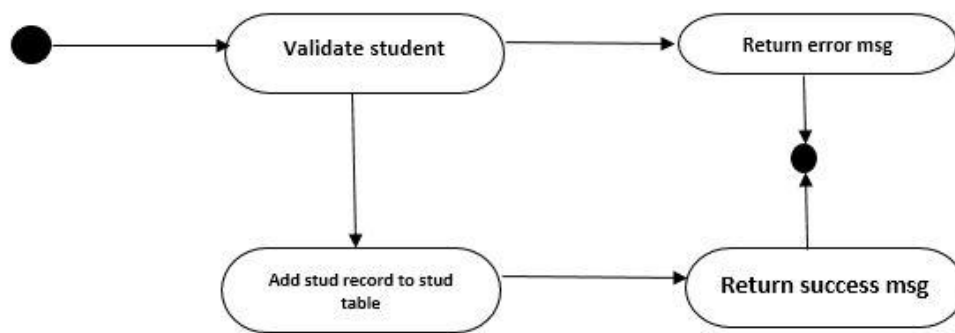 Validate student
Return error msg
Add stud record to stud
table
Return success msg